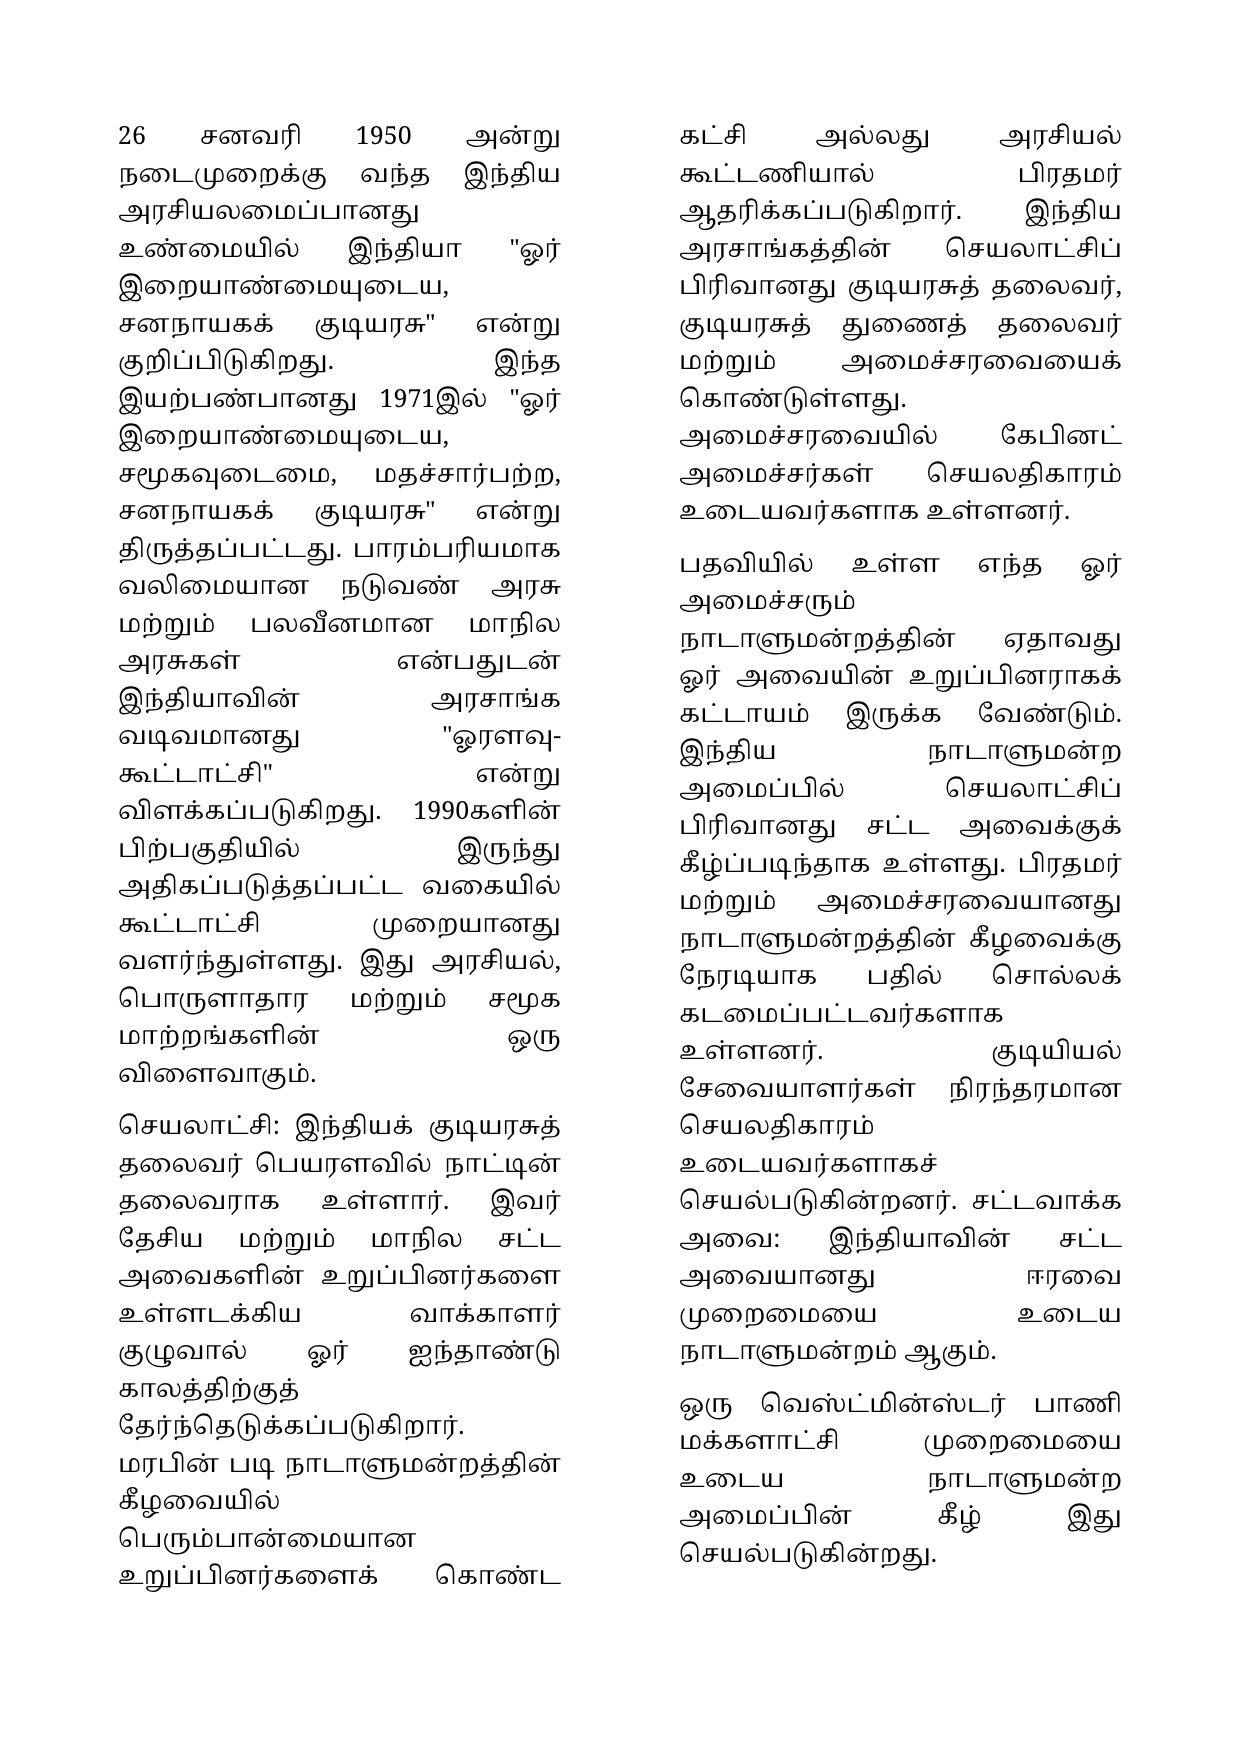 26 சனவரி 1950 அன்று
நடைமுறைக்கு வந்த இந்திய
அரசியலமைப்பானது
உண்மையில் இந்தியா "ஓர்
இறையாண்மையுடைய,
சனநாயகக் குடியரசு" என்று
குறிப்பிடுகிறது. இந்த
இயற்பண்பானது 1971இல் "ஓர்
இறையாண்மையுடைய,
சமூகவுடைமை, மதச்சார்பற்ற,
சனநாயகக் குடியரசு" என்று
திருத்தப்பட்டது. பாரம்பரியமாக
வலிமையான நடுவண் அரசு
மற்றும் பலவீனமான மாநில
அரசுகள் என்பதுடன்
இந்தியாவின் அரசாங்க
வடிவமானது "ஓரளவு-
கூட்டாட்சி" என்று
விளக்கப்படுகிறது. 1990களின்
பிற்பகுதியில் இருந்து
அதிகப்படுத்தப்பட்ட வகையில்
கூட்டாட்சி முறையானது
வளர்ந்துள்ளது. இது அரசியல்,
பொருளாதார மற்றும் சமூக
மாற்றங்களின் ஒரு
விளைவாகும்.
செயலாட்சி: இந்தியக் குடியரசுத்
தலைவர் பெயரளவில் நாட்டின்
தலைவராக உள்ளார். இவர்
தேசிய மற்றும் மாநில சட்ட
அவைகளின் உறுப்பினர்களை
உள்ளடக்கிய வாக்காளர்
குழுவால் ஓர் ஐந்தாண்டு
காலத்திற்குத்
தேர்ந்தெடுக்கப்படுகிறார்.
மரபின் படி நாடாளுமன்றத்தின்
கீழவையில்
பெரும்பான்மையான
உறுப்பினர்களைக் கொண்ட
கட்சி அல்லது அரசியல்
கூட்டணியால் பிரதமர்
ஆதரிக்கப்படுகிறார். இந்திய
அரசாங்கத்தின் செயலாட்சிப்
பிரிவானது குடியரசுத் தலைவர்,
குடியரசுத் துணைத் தலைவர்
மற்றும் அமைச்சரவையைக்
கொண்டுள்ளது.
அமைச்சரவையில் கேபினட்
அமைச்சர்கள் செயலதிகாரம்
உடையவர்களாக உள்ளனர்.
பதவியில் உள்ள எந்த ஓர்
அமைச்சரும்
நாடாளுமன்றத்தின் ஏதாவது
ஓர் அவையின் உறுப்பினராகக்
கட்டாயம் இருக்க வேண்டும்.
இந்திய நாடாளுமன்ற
அமைப்பில் செயலாட்சிப்
பிரிவானது சட்ட அவைக்குக்
கீழ்ப்படிந்தாக உள்ளது. பிரதமர்
மற்றும் அமைச்சரவையானது
நாடாளுமன்றத்தின் கீழவைக்கு
நேரடியாக பதில் சொல்லக்
கடமைப்பட்டவர்களாக
உள்ளனர். குடியியல்
சேவையாளர்கள் நிரந்தரமான
செயலதிகாரம்
உடையவர்களாகச்
செயல்படுகின்றனர். சட்டவாக்க
அவை: இந்தியாவின் சட்ட
அவையானது ஈரவை
முறைமையை உடைய
நாடாளுமன்றம் ஆகும்.
ஒரு வெஸ்ட்மின்ஸ்டர் பாணி
மக்களாட்சி முறைமையை
உடைய நாடாளுமன்ற
அமைப்பின் கீழ் இது
செயல்படுகின்றது.